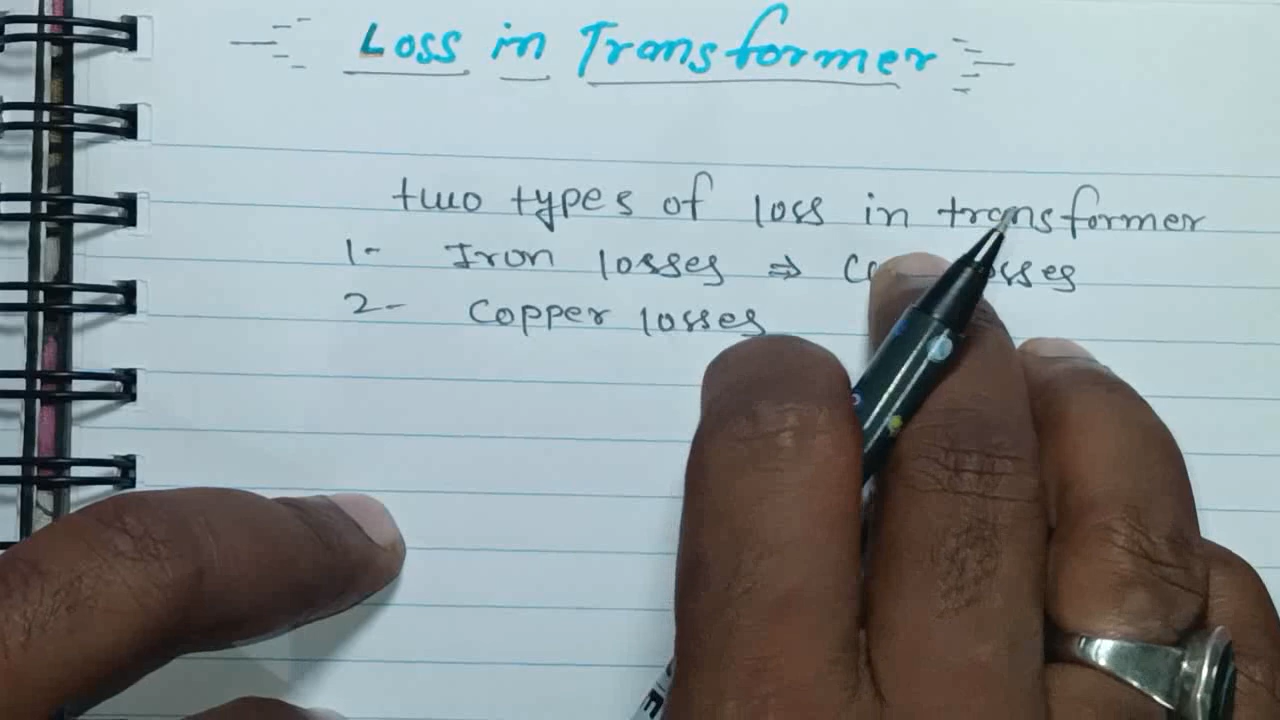 Loss in Transformer
two types of loss in transformer
1- Iron losses ⇒
2- Copper losses